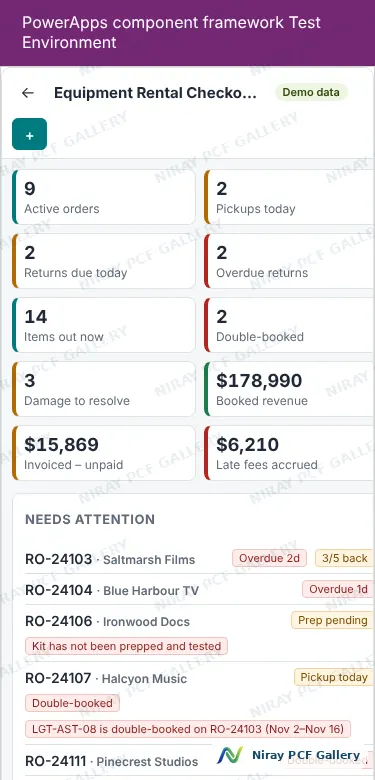 PowerApps component framework Test
Environment
← Equipment Rental Checko... Demo data
+
9 2
Active orders Pickups today
2 2
Returns due today Overdue returns
14 2
Items out now Double-booked
3 $178,990
Damage to resolve Booked revenue
$15,869 $6,210
Invoiced – unpaid Late fees accrued
NEEDS ATTENTION
RO-24103 · Saltmarsh Films Overdue 2d 3/5 back
RO-24104 · Blue Harbour TV Overdue 1d
RO-24106 · Ironwood Docs Prep pending
Kit has not been prepped and tested
RO-24107 · Halcyon Music Pickup today
Double-booked
LGT-AST-08 is double-booked on RO-24103 (Nov 2–Nov 16)
RO-24111 · Pinecrest Studios Double-booked
Niray PCF Gallery
NIRAY PCF GALLERY